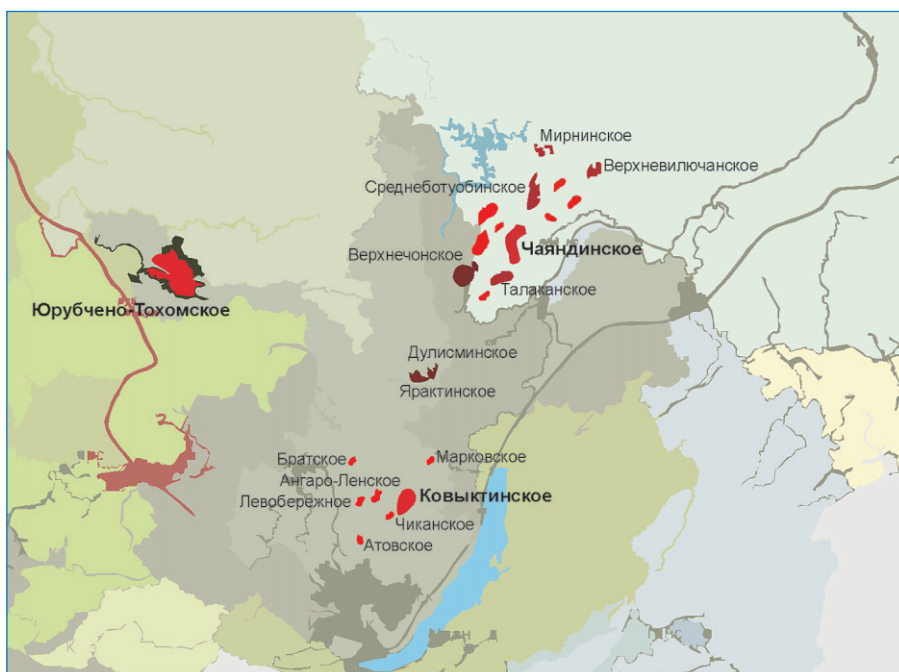 Мирнинское
Верхневилючанское
Среднеботуобинское
Чаяндинское
Верхнечонское
Талаканское
Юрубчено-Тохомское
Дулисминское
Ярактинское
Братское
Марковское
Ангаро-Ленское
Левобережное
Ковыктинское
Чиканское
Атовское